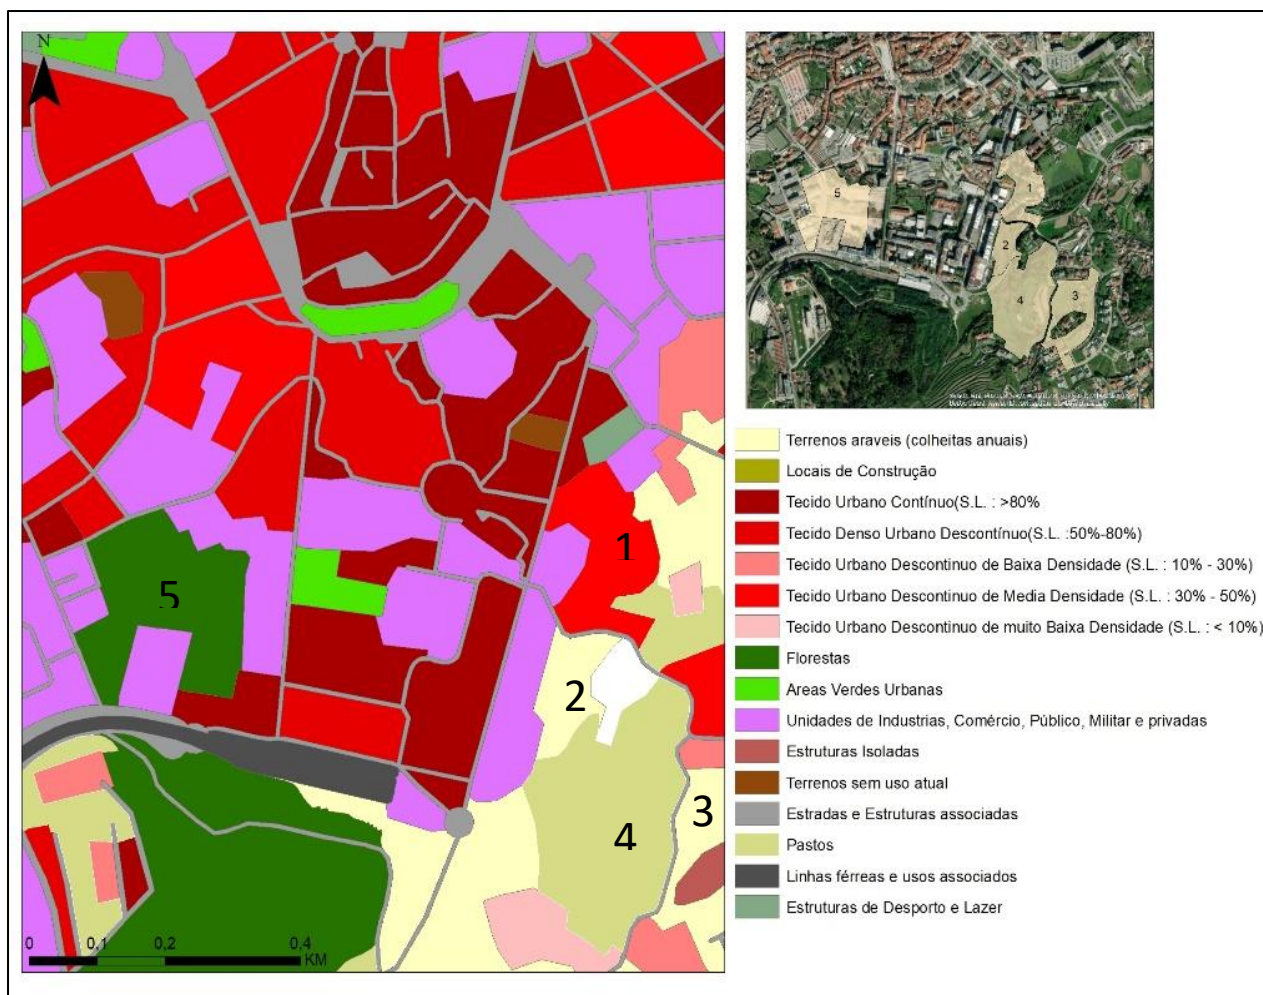 N
5
1
2
3
4
0
0,1
0,2
0,4
KM
5
1
2
3
4
Terrenos araveis (colheitas anuais)
Locais de Construção
Tecido Urbano Contínuo(S.L. : >80%
Tecido Denso Urbano Descontínuo(S.L. :50%-80%)
Tecido Urbano Descontinuo de Baixa Densidade (S.L. : 10% - 30%)
Tecido Urbano Descontinuo de Media Densidade (S.L. : 30% - 50%)
Tecido Urbano Descontinuo de muito Baixa Densidade (S.L. : < 10%)
Florestas
Areas Verdes Urbanas
Unidades de Industrias, Comércio, Público, Militar e privadas
Estruturas Isoladas
Terrenos sem uso atual
Estradas e Estruturas associadas
Pastos
Linhas férreas e usos associados
Estruturas de Desporto e Lazer